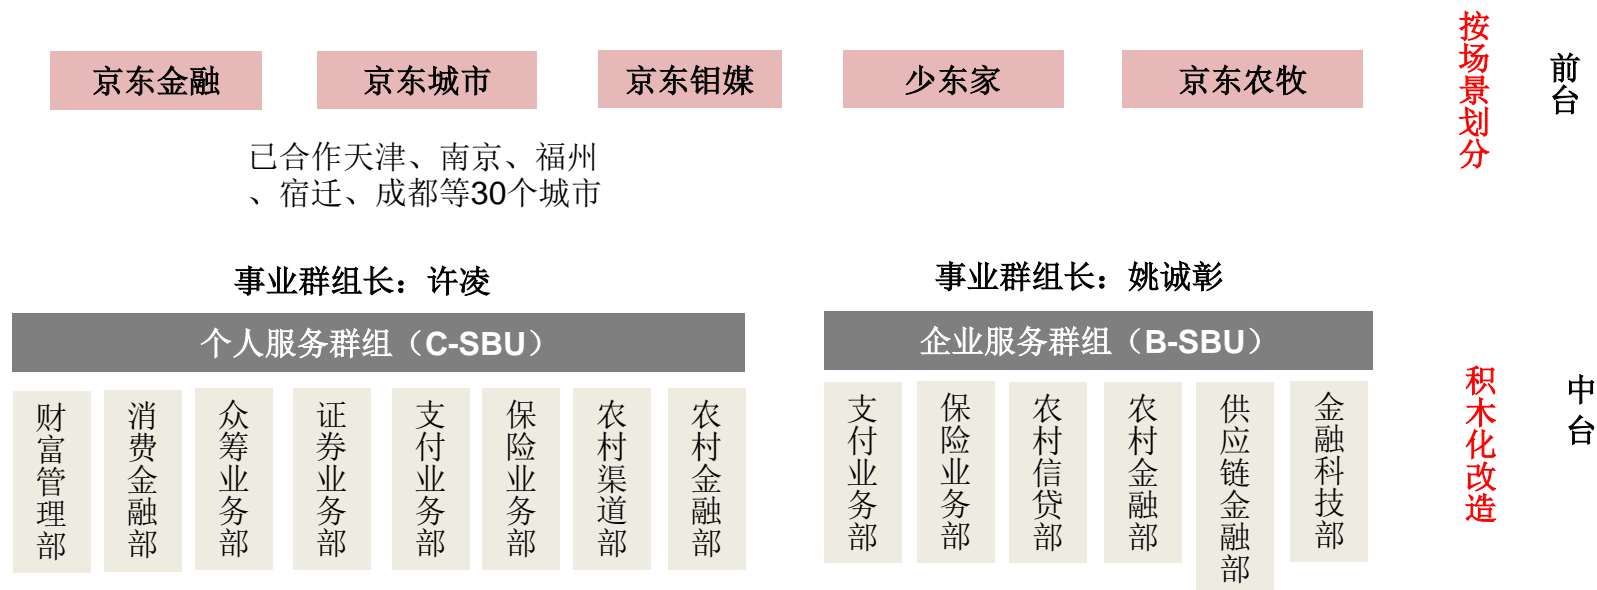 京东金融
京东城市
京东钼媒
少东家
京东农牧
按场景划分
前台
已合作天津、南京、福州
、宿迁、成都等30个城市
事业群组长：许凌
事业群组长：姚诚彰
个人服务群组（C-SBU）
企业服务群组（B-SBU）
财富管理部
消费金融部
众筹业务部
证券业务部
支付业务部
保险业务部
农村渠道部
农村金融部
支付业务部
保险业务部
农村信贷部
农村金融部
供应链金融部
金融科技部
积木化改造
中台